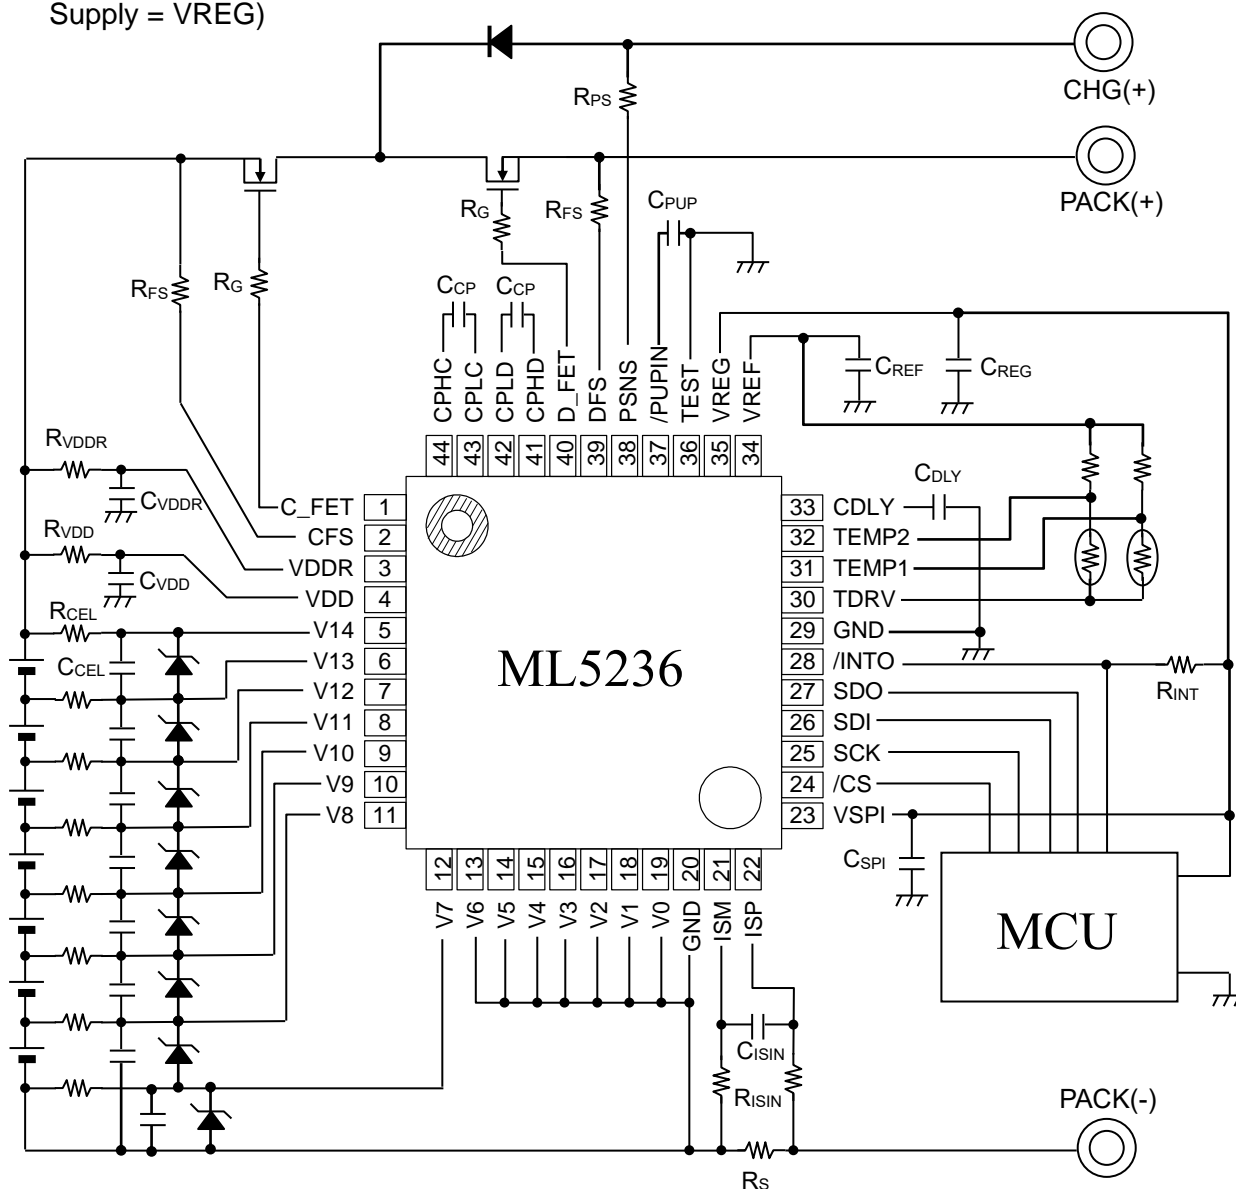 Supply = VREG)
CHG(+)
RPS
PACK(+)
RG
RFS
CPUP
RFS
RG
CCP
CCP
CPHC
CPLC
CPLD
CPHD
D_FET
DFS
PSNS
/PUPIN
TEST
VREG
VREF
CREF
CREG
44
43
42
41
40
39
38
37
36
35
34
RVDDR
CVDDR
RVDD
CVDD
RCEL
CCEL
C_FET 1
CFS 2
VDDR 3
VDD 4
V14 5
V13 6
V12 7
V11 8
V10 9
V9 10
V8 11
ML5236
CDLY
33 CDLY
32 TEMP2
31 TEMP1
30 TDRV
29 GND
28 /INTO
27 SDO
26 SDI
25 SCK
24 /CS
23 VSPI
RINT
CSPI
MCU
12
13
14
15
16
17
18
19
20
21
22
V7
V6
V5
V4
V3
V2
V1
V0
GND
ISM
ISP
CISIN
RISIN
PACK(-)
RS